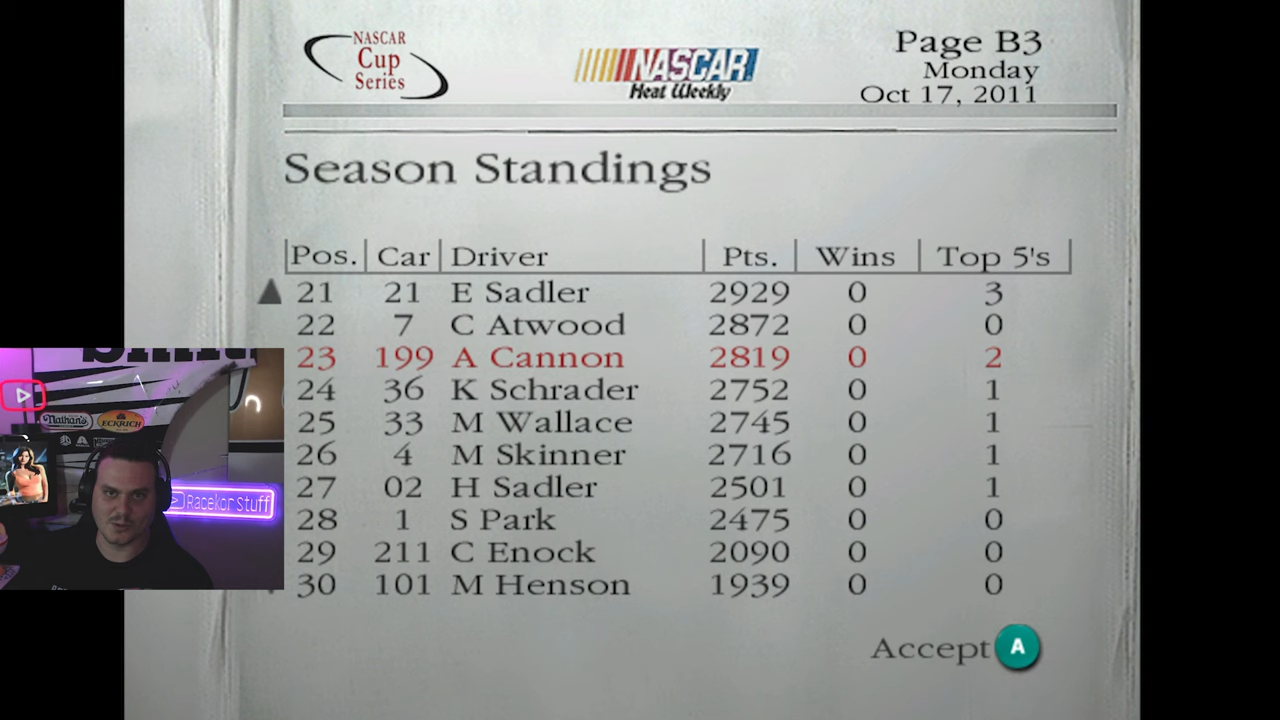 NASCAR
Cup
Series
NASCAR
Heat Weekly
Page B3
Monday
Oct 17, 2011
Season Standings
Pos. Car Driver Pts. Wins Top 5's
21 21 E Sadler 2929 0 3
22 7 C Atwood 2872 0 0
23 199 A Cannon 2819 0 2
24 36 K Schrader 2752 0 1
25 33 M Wallace 2745 0 1
26 4 M Skinner 2716 0 1
27 02 H Sadler 2501 0 1
28 1 S Park 2475 0 0
29 211 C Enock 2090 0 0
30 101 M Henson 1939 0 0
Accept A
Nathan's
ECKRICH
Racekar Stuff